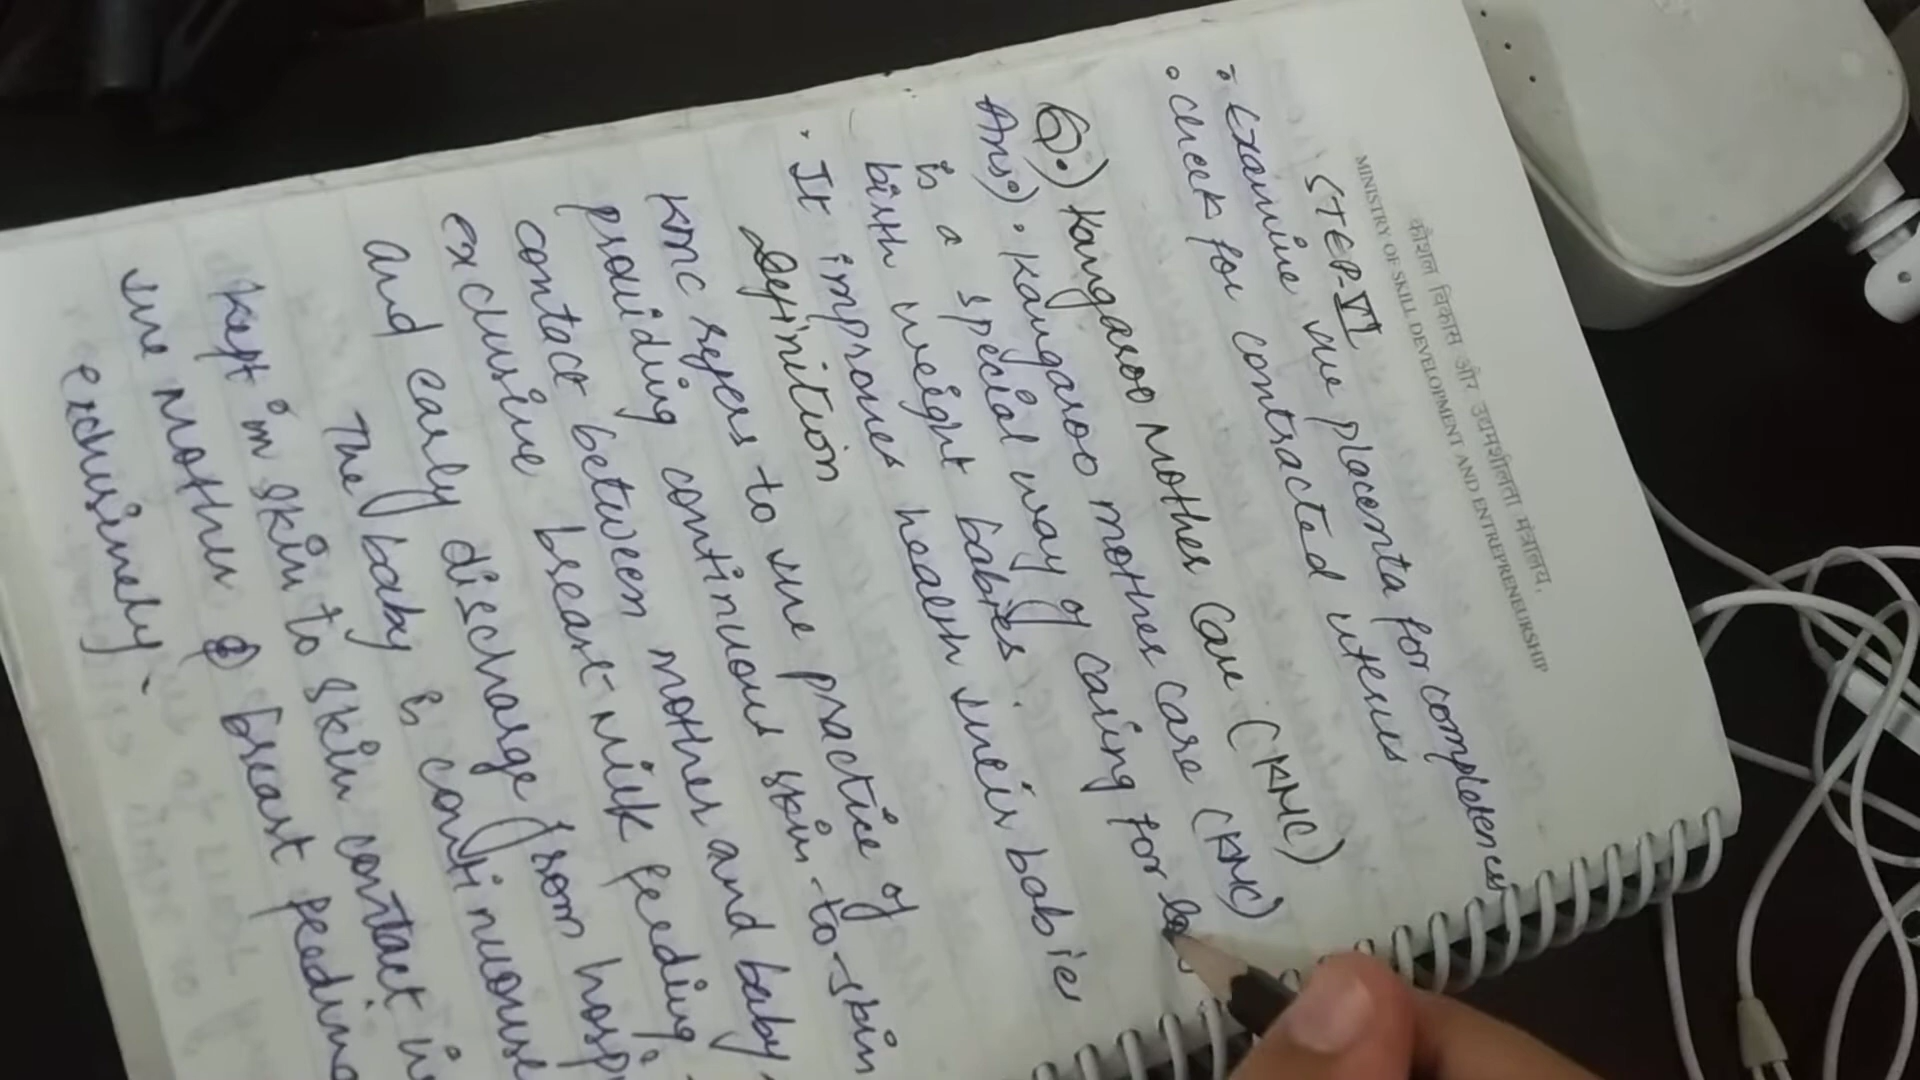 कौशल विकास और उद्यमशीलता मंत्रालय,
MINISTRY OF SKILL DEVELOPMENT AND ENTREPRENEURSHIP
STEP-VI
• Examine the placenta for completeness
• check for contracted uterus
Q.) Kangaroo Mother Care (KMC)
Ans:) • Kangaroo mother care (KMC)
is a special way of caring for
birth weight babies.
• It improves health their babies
Definition
KMC refers to the practice of
providing continuous skin-to-skin
contact between mother and baby
exclusive breast milk feeding
and early discharge from
The baby is continuouse
kept in skin to skin contact
the mother & breast feeding
exclusively.